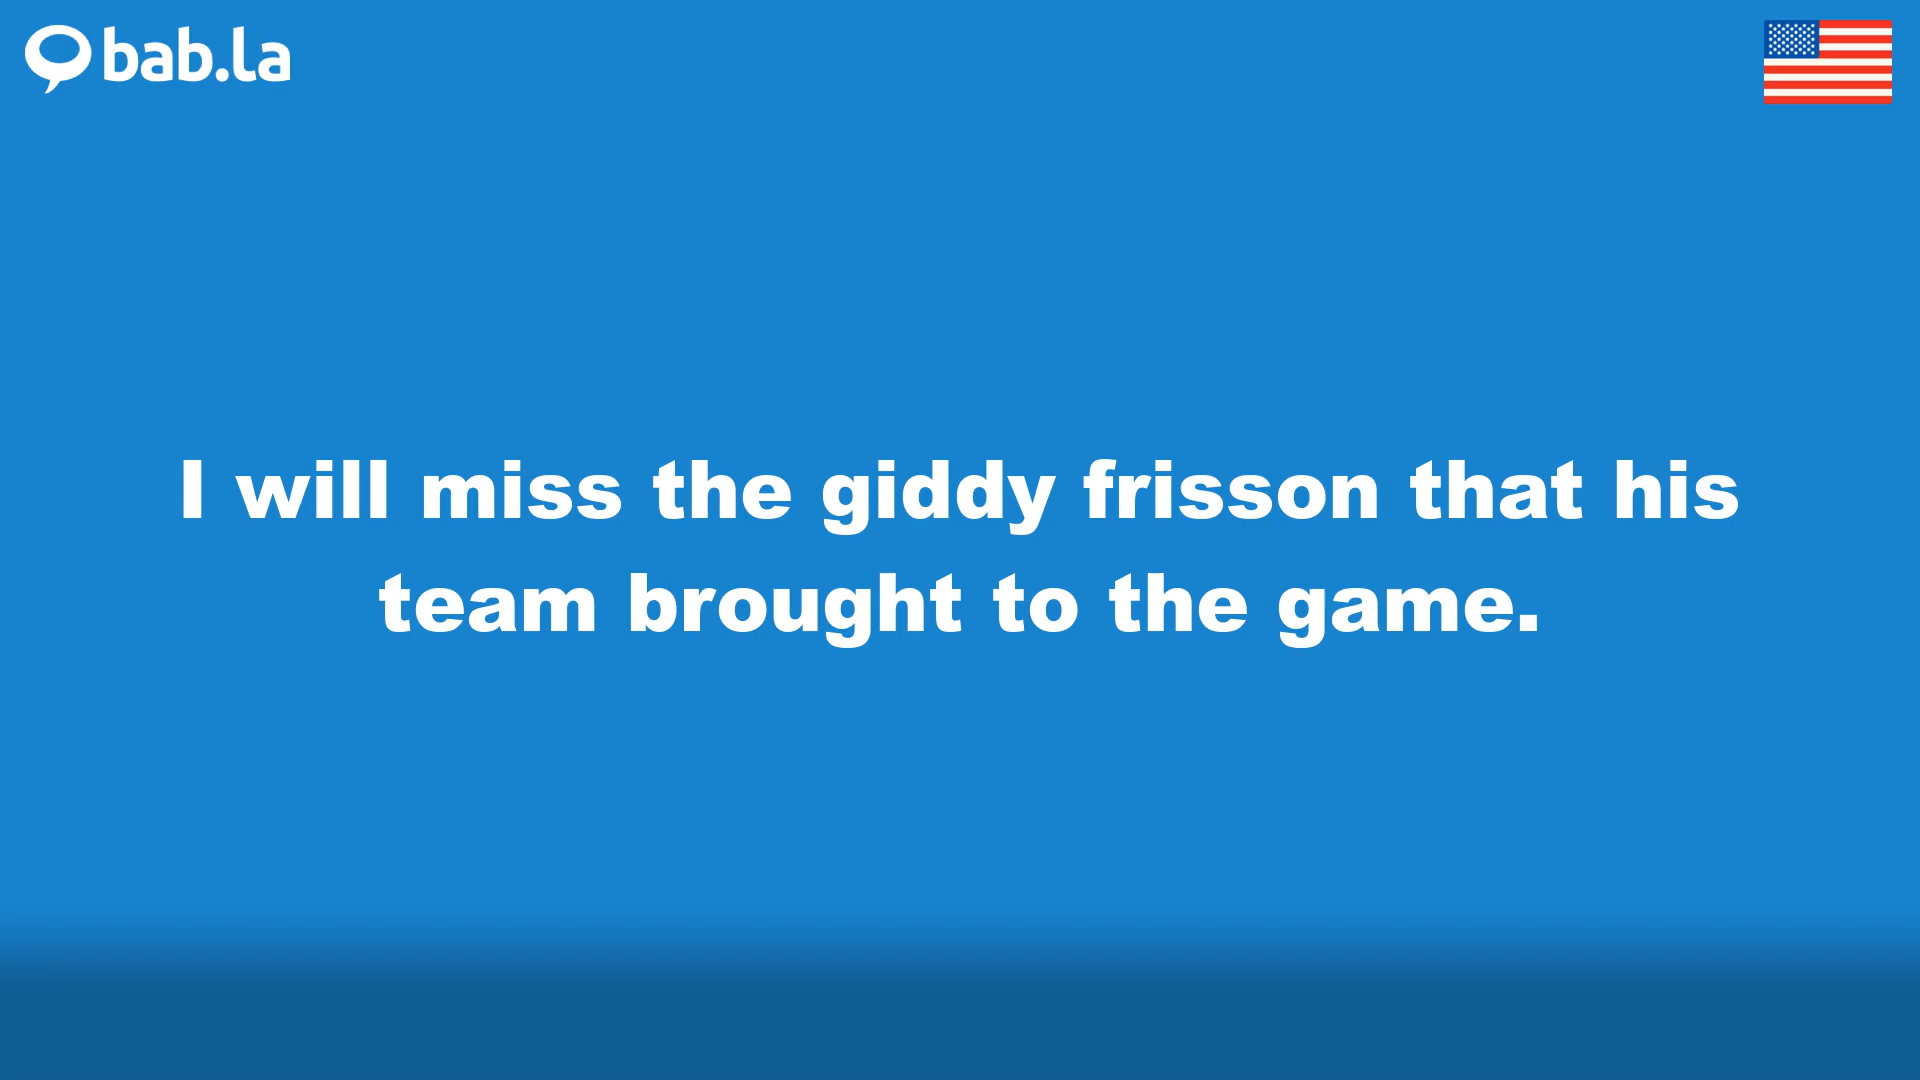 bab.la
I will miss the giddy frisson that his
team brought to the game.